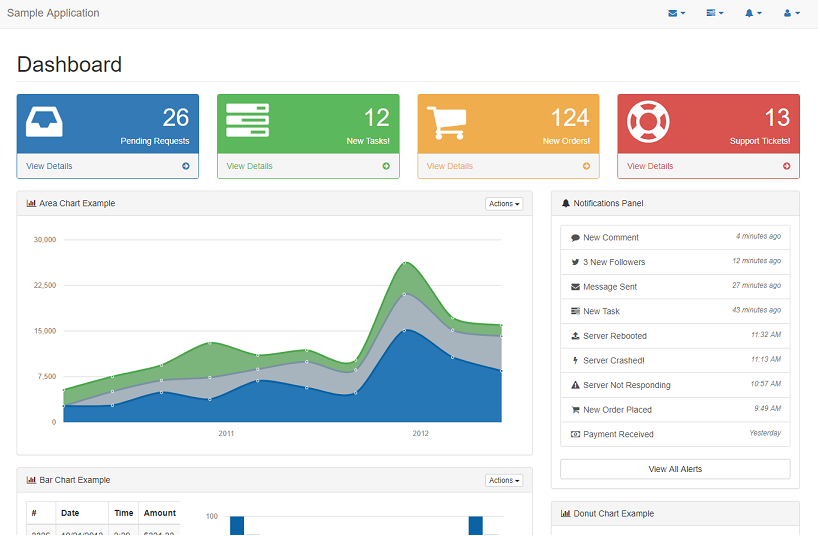 Sample Application
Dashboard
26
Pending Requests
View Details
12
New Tasks!
View Details
124
New Orders!
View Details
13
Support Tickets!
View Details
Area Chart Example
Actions
30,000
22,500
15,000
7,500
0
2011
2012
Notifications Panel
New Comment 4 minutes ago
3 New Followers 12 minutes ago
Message Sent 27 minutes ago
New Task 43 minutes ago
Server Rebooted 11:32 AM
Server Crashed! 11:13 AM
Server Not Responding 10:57 AM
New Order Placed 9:49 AM
Payment Received Yesterday
View All Alerts
Bar Chart Example
Actions
# Date Time Amount
100
Donut Chart Example